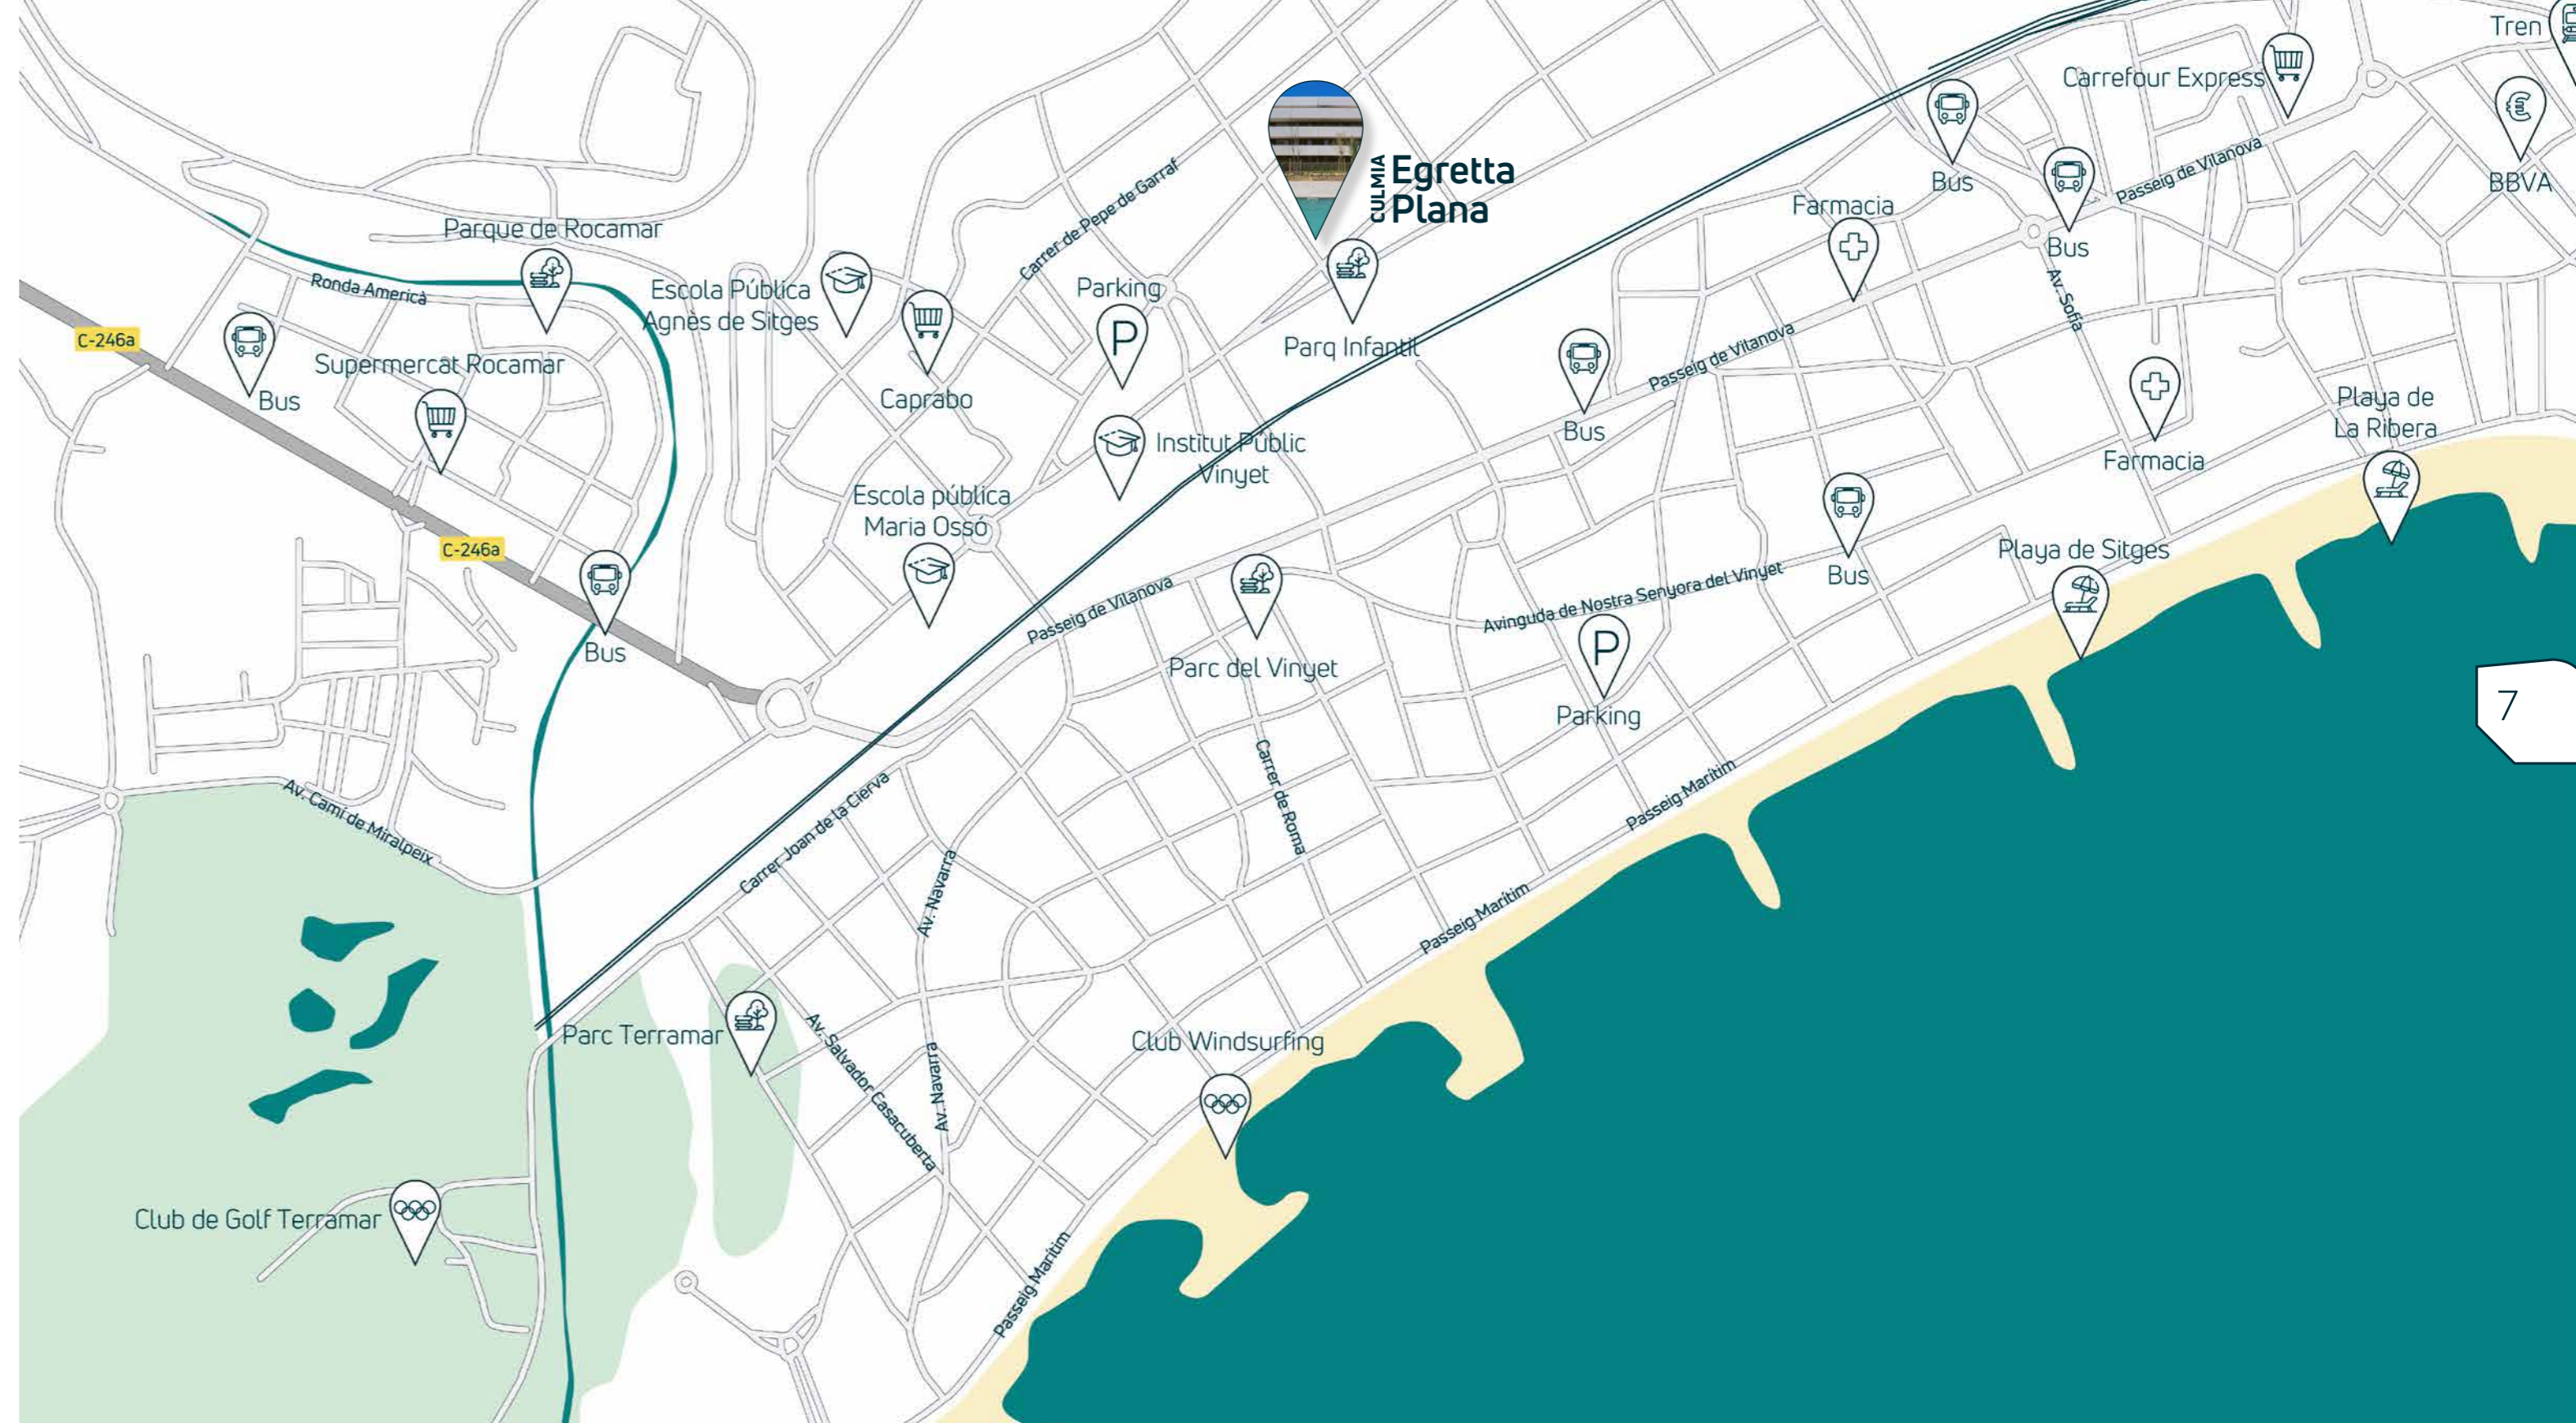 Tren
Carrefour Express
BBVA
Bus
Passeig de Vilanova
Bus
Farmacia
Av. Sofia
CULMIA
Egretta
Plana
Carrer de Pepe de Garraf
Parque de Rocamar
Ronda Americà
Escola Pública
Agnès de Sitges
Parking
P
C-246a
Parq Infantil
Passeig de Vilanova
Supermercat Rocamar
Bus
Caprabo
Bus
Playa de
La Ribera
Institut Públic
Vinyet
Farmacia
Escola pública
Maria Ossó
C-246a
Playa de Sitges
Bus
Avinguda de Nostra Senyora del Vinyet
Passeig de Vilanova
Bus
P
Parc del Vinyet
Parking
7
Carrer de Roma
Passeig Marítim
Av. Camí de Miralpeix
Carrer Joan de la Cierva
Av. Navarra
Passeig Marítim
Parc Terramar
Av. Salvador Casacuberta
Av. Navarra
Club Windsurfing
Club de Golf Terramar
Passeig Marítim